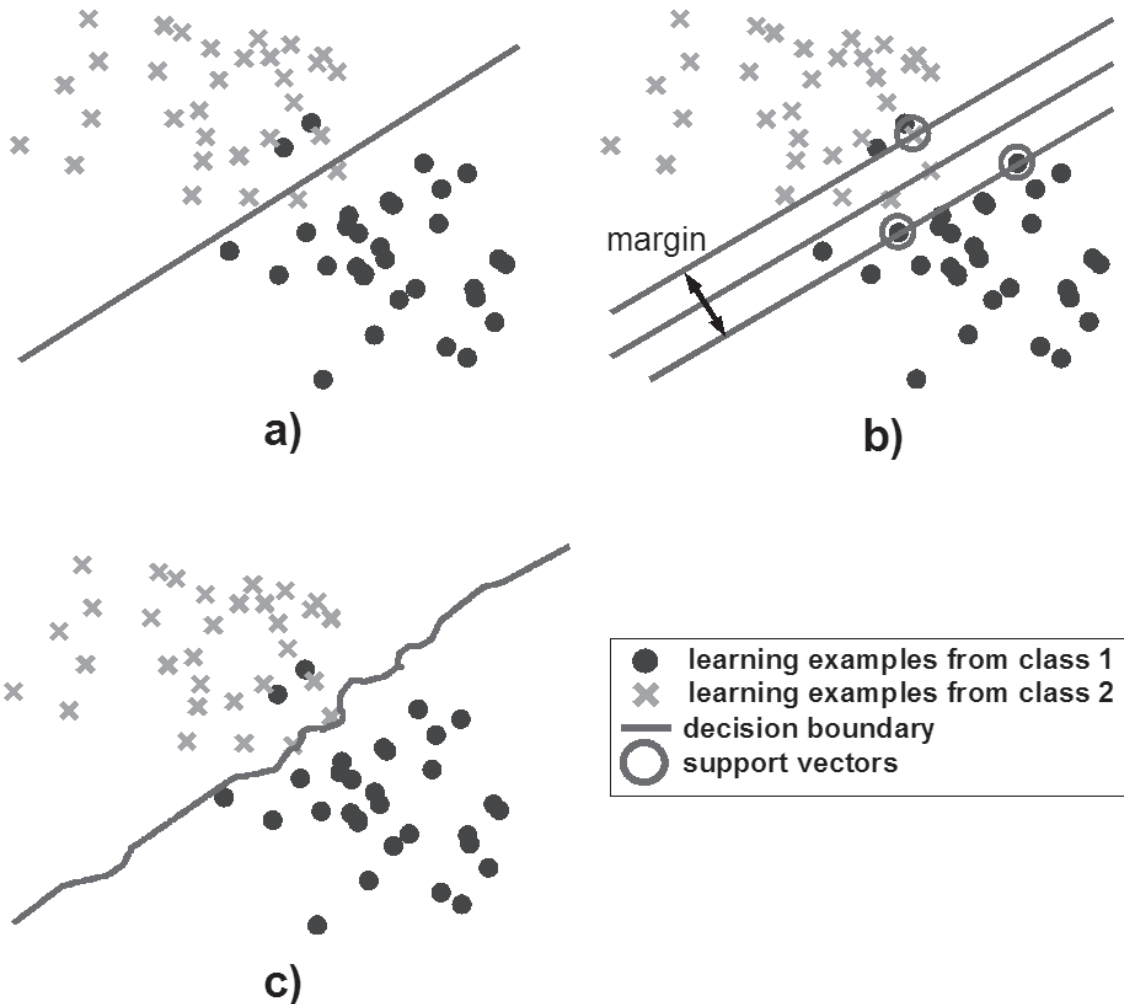 margin
a)
b)
learning examples from class 1
learning examples from class 2
decision boundary
support vectors
c)